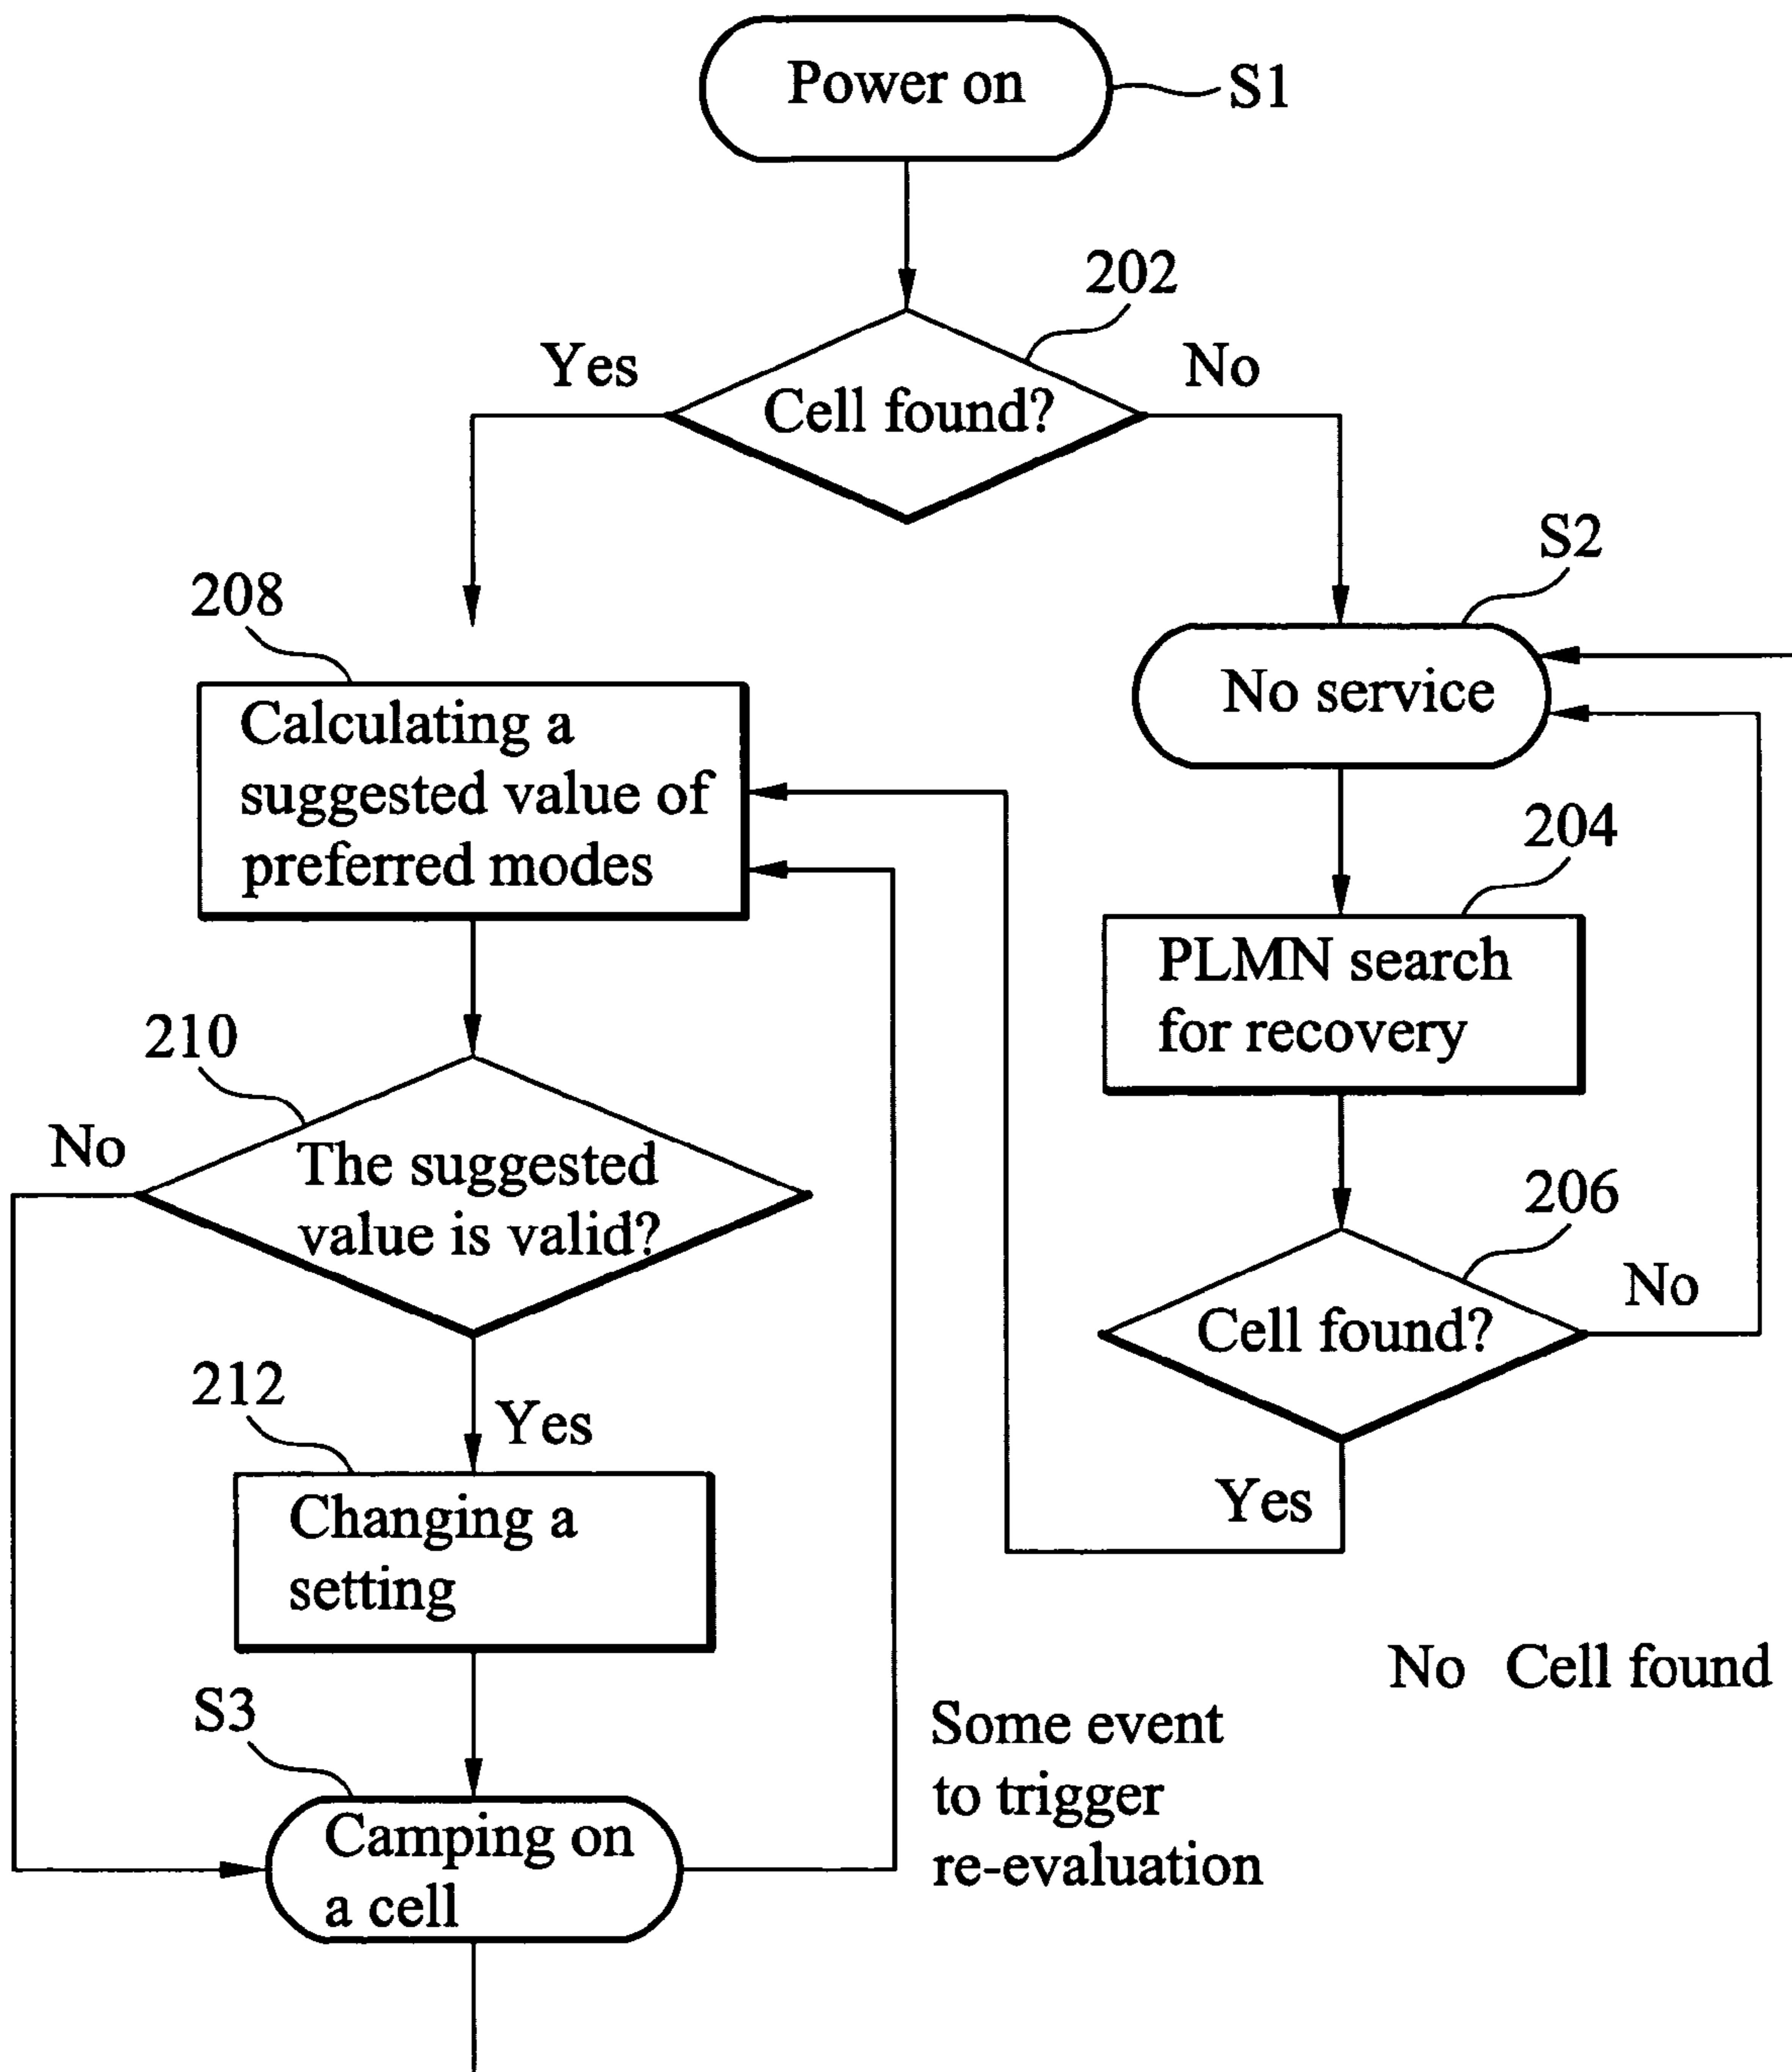 Power on
S1
202
Yes
No
Cell found?
S2
208
No service
Calculating a
suggested value of
preferred modes
204
PLMN search
for recovery
210
No
The suggested
value is valid?
206
No
Cell found?
212
Yes
Yes
Changing a
setting
No Cell found
S3
Some event
to trigger
re-evaluation
Camping on
a cell